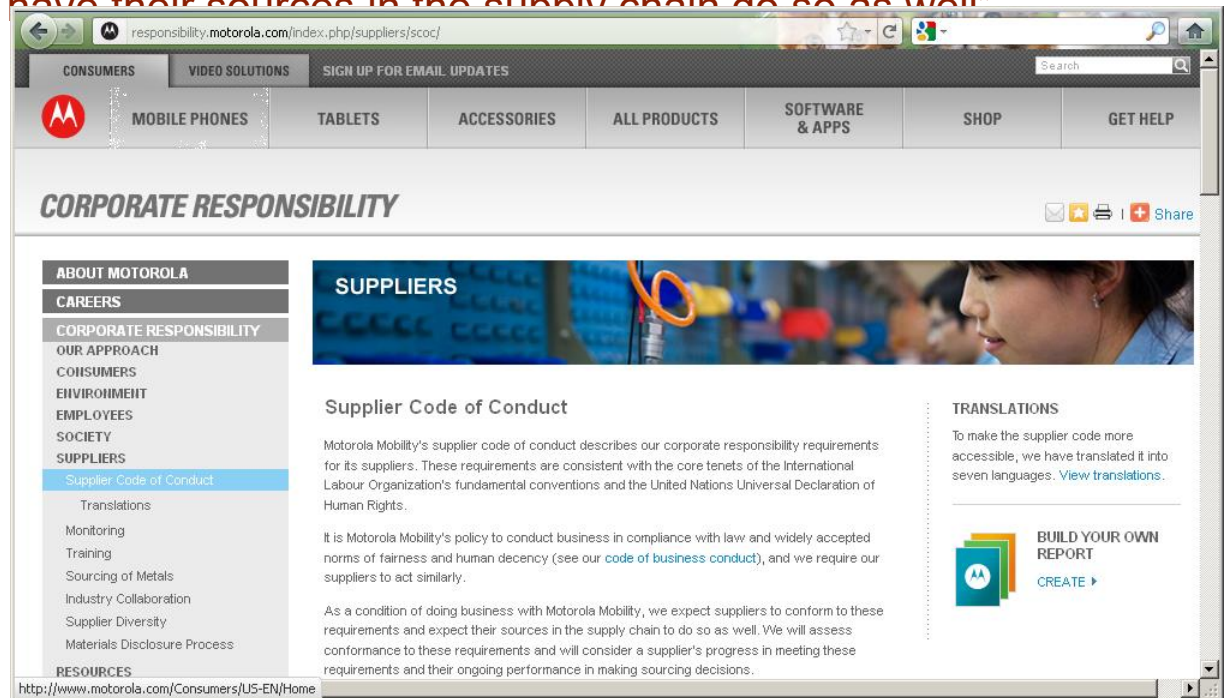 have their sources in the supply chain do so as well
responsibility.motorola.com/index.php/suppliers/scoc/
CONSUMERS
VIDEO SOLUTIONS
SIGN UP FOR EMAIL UPDATES
Search
MOBILE PHONES
TABLETS
ACCESSORIES
ALL PRODUCTS
SOFTWARE
& APPS
SHOP
GET HELP
CORPORATE RESPONSIBILITY
| Share
ABOUT MOTOROLA
CAREERS
CORPORATE RESPONSIBILITY
OUR APPROACH
CONSUMERS
ENVIRONMENT
EMPLOYEES
SOCIETY
SUPPLIERS
Supplier Code of Conduct
Translations
Monitoring
Training
Sourcing of Metals
Industry Collaboration
Supplier Diversity
Materials Disclosure Process
RESOURCES
SUPPLIERS
Supplier Code of Conduct
Motorola Mobility's supplier code of conduct describes our corporate responsibility requirements
for its suppliers. These requirements are consistent with the core tenets of the International
Labour Organization's fundamental conventions and the United Nations Universal Declaration of
Human Rights.
It is Motorola Mobility's policy to conduct business in compliance with law and widely accepted
norms of fairness and human decency (see our code of business conduct), and we require our
suppliers to act similarly.
As a condition of doing business with Motorola Mobility, we expect suppliers to conform to these
requirements and expect their sources in the supply chain to do so as well. We will assess
conformance to these requirements and will consider a supplier's progress in meeting these
requirements and their ongoing performance in making sourcing decisions.
TRANSLATIONS
To make the supplier code more
accessible, we have translated it into
seven languages. View translations.
BUILD YOUR OWN
REPORT
CREATE
http://www.motorola.com/Consumers/US-EN/Home